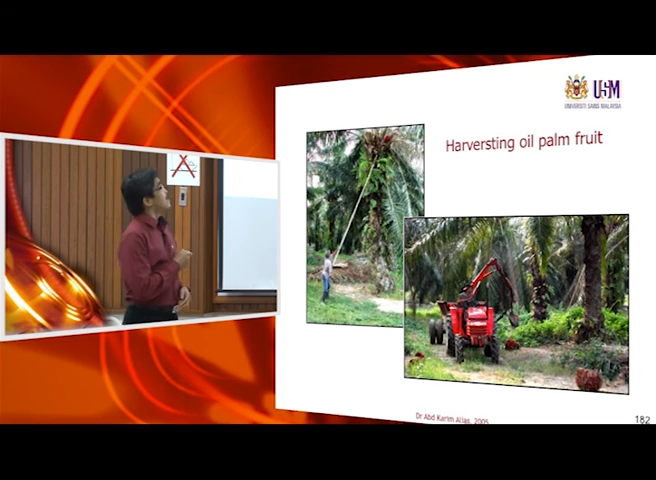 USM
UNIVERSITI SAINS MALAYSIA
Harversting oil palm fruit
Dr Abd Karim Alias, 2005
182